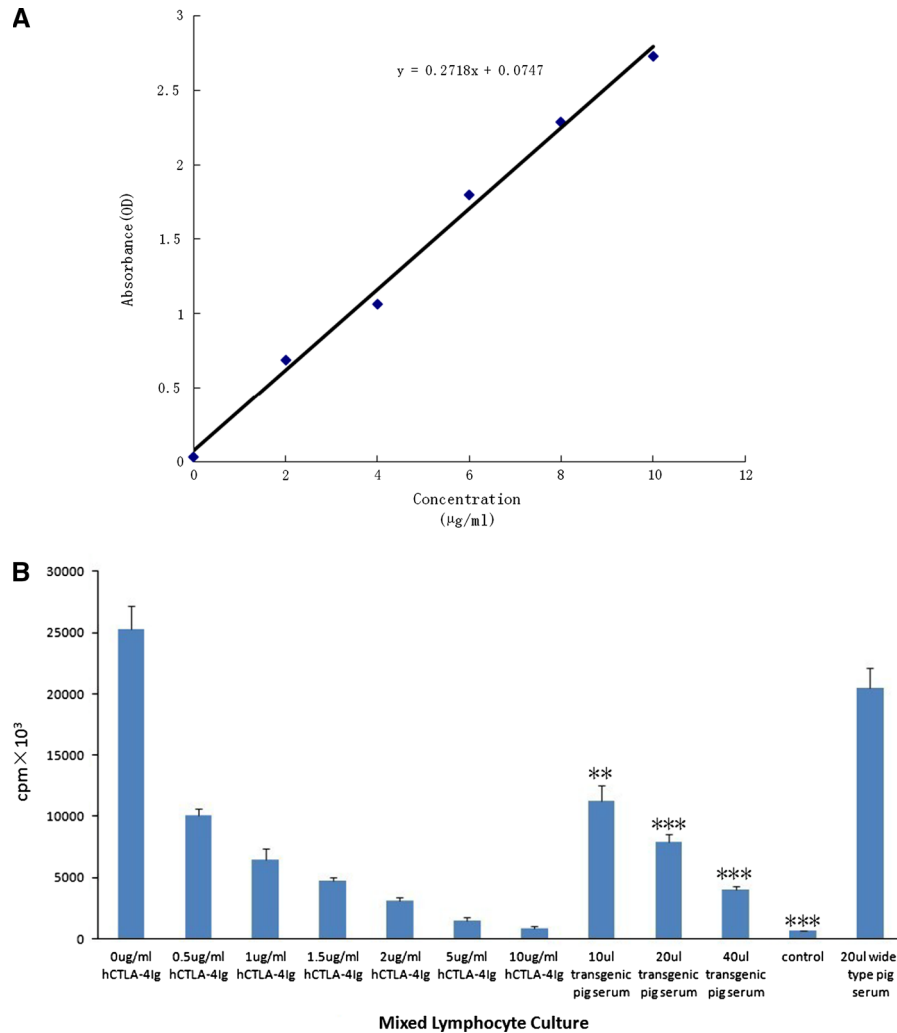 A
3
y = 0.2718x + 0.0747
2.5
2
1.5
1
0.5
0
Absorbance(OD)
0 2 4 6 8 10 12
Concentration
(μg/ml)
B
30000
25000
20000
15000
10000
5000
0
cpm×10³
** *** *** ***
0ug/ml 0.5ug/ml 1ug/ml 1.5ug/ml 2ug/ml 5ug/ml 10ug/ml 10ul 20ul 40ul control 20ul wide
hCTLA-4Ig hCTLA-4Ig hCTLA-4Ig hCTLA-4Ig hCTLA-4Ig hCTLA-4Ig hCTLA-4Ig transgenic transgenic transgenic type pig
pig serum pig serum pig serum serum
Mixed Lymphocyte Culture